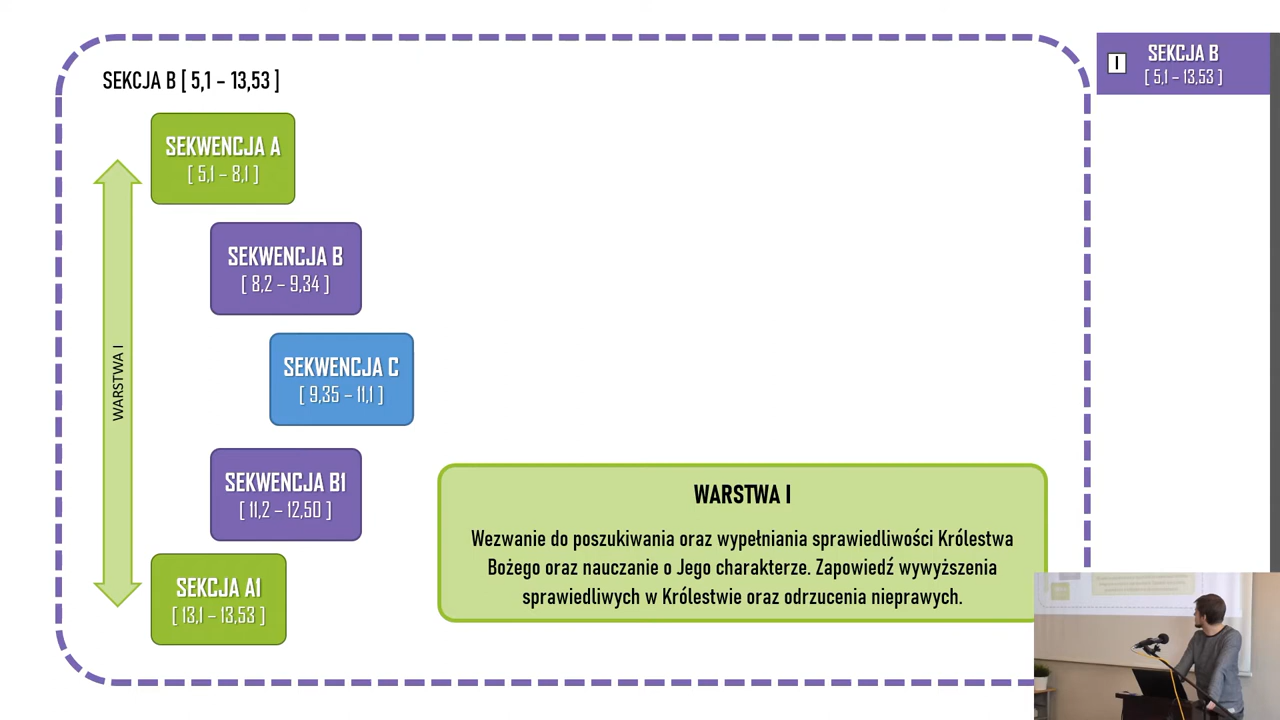 SEKCJA B [ 5,1 – 13,53 ]
I
SEKCJA B
[ 5,1 – 13,53 ]
SEKWENCJA A
[ 5,1 – 8,1 ]
SEKWENCJA B
[ 8,2 – 9,34 ]
SEKWENCJA C
[ 9,35 – 11,1 ]
WARSTWA I
SEKWENCJA B1
[ 11,2 – 12,50 ]
SEKCJA A1
[ 13,1 – 13,53 ]
WARSTWA I
Wezwanie do poszukiwania oraz wypełniania sprawiedliwości Królestwa
Bożego oraz nauczanie o Jego charakterze. Zapowiedź wywyższenia
sprawiedliwych w Królestwie oraz odrzucenia nieprawych.